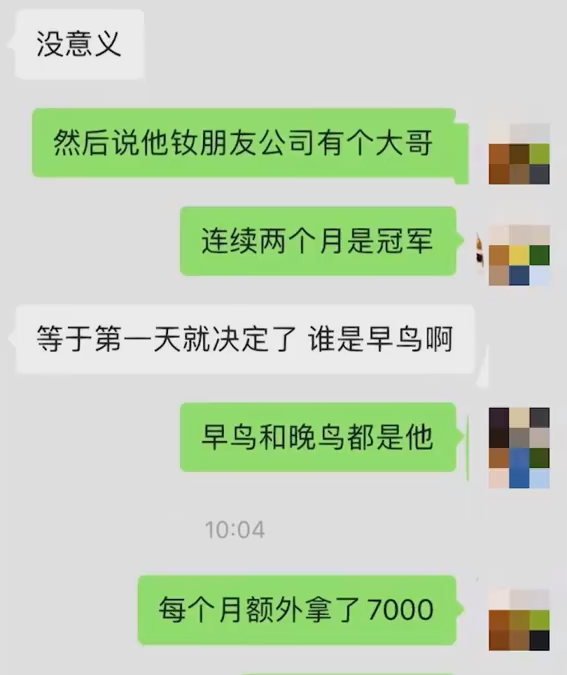 没意义
然后说他钕朋友公司有个大哥
连续两个月是冠军
等于第一天就决定了 谁是早鸟啊
早鸟和晚鸟都是他
10:04
每个月额外拿了7000